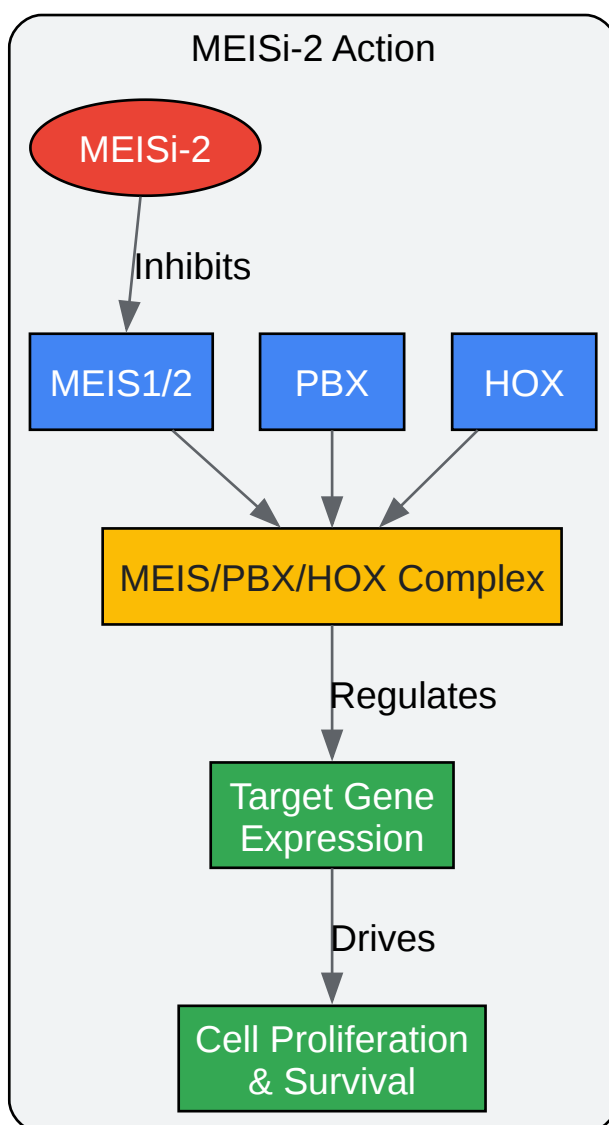 MEISi-2 Action
MEISi-2
Inhibits
MEIS1/2
PBX
HOX
MEIS/PBX/HOX Complex
Regulates
Target Gene
Expression
Drives
Cell Proliferation
& Survival